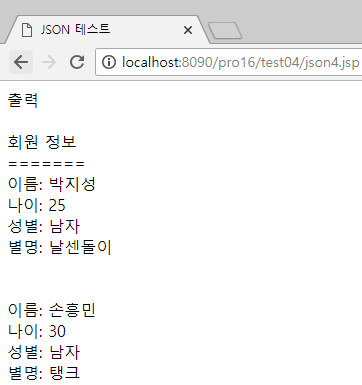 JSON 테스트
localhost:8090/pro16/test04/json4.jsp
출력
회원 정보
=======
이름: 박지성
나이: 25
성별: 남자
별명: 날센돌이
이름: 손흥민
나이: 30
성별: 남자
별명: 탱크